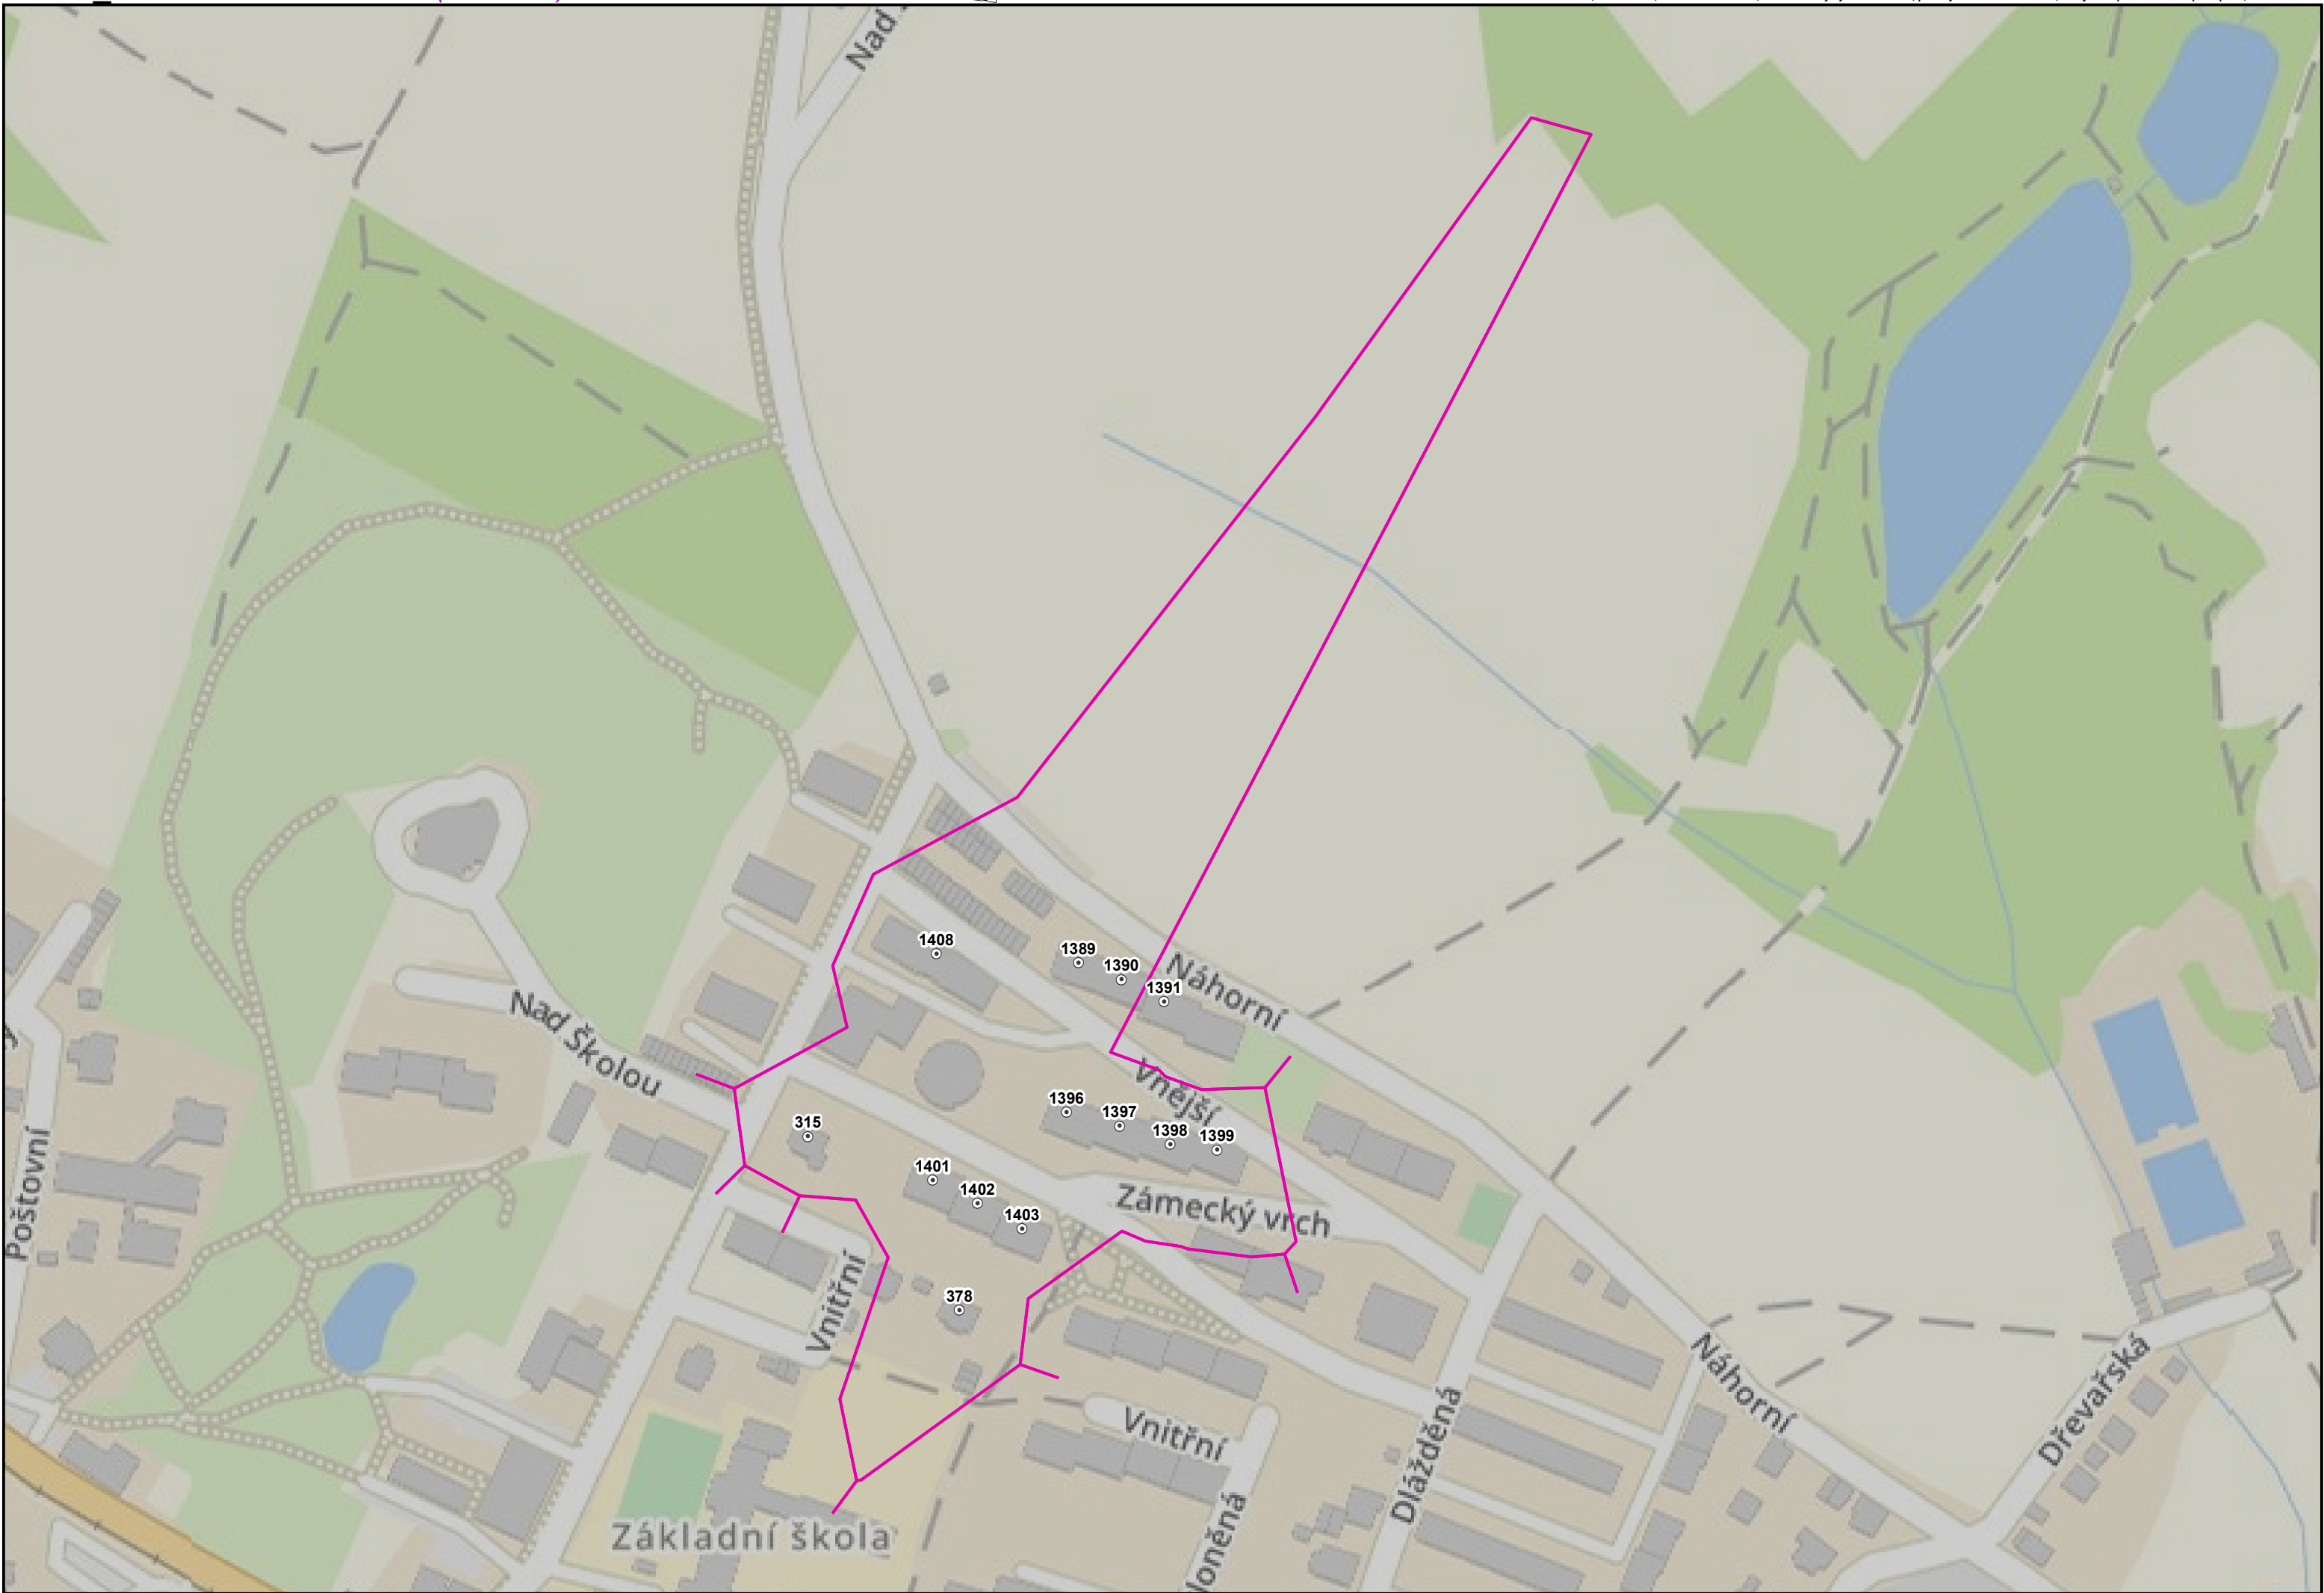 Nad
1408
1389
1390
1391
Náhorní
Nad Školou
Vnější
1396
1397
1398
1399
315
1401
1402
1403
Zámecký vrch
Poštovní
Vnitřní
378
Náhorní
Dřevařská
Vnitřní
Dlážděná
Základní škola